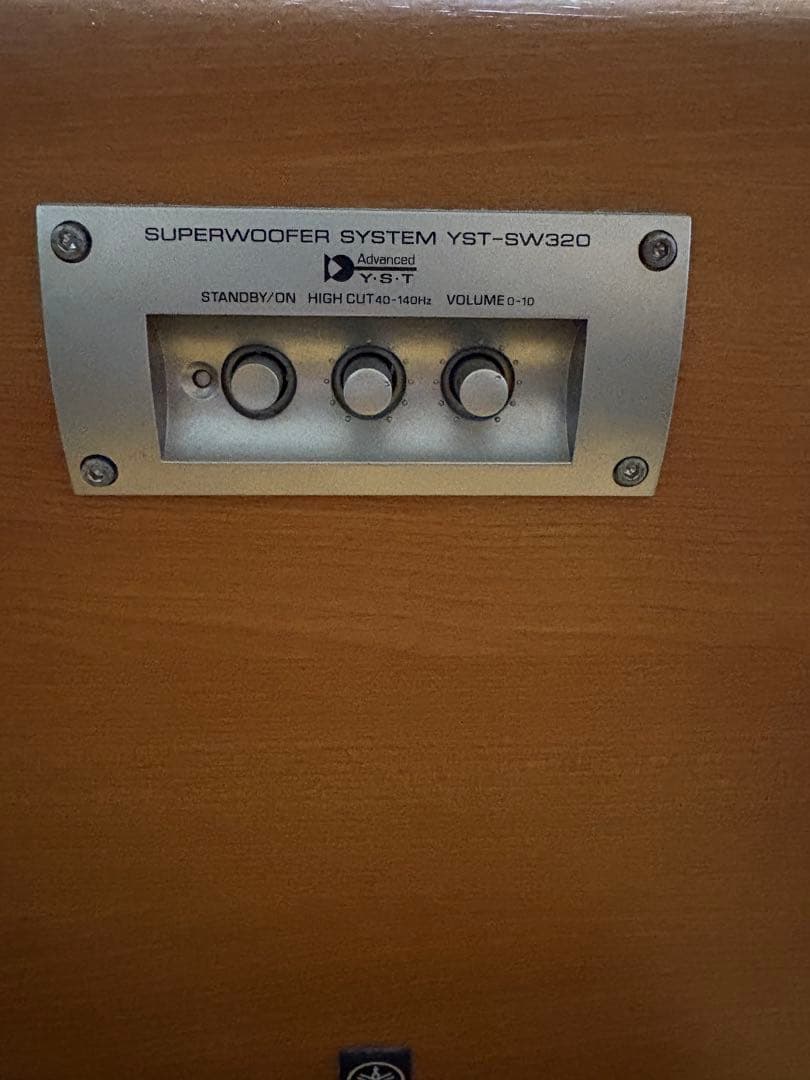 SUPERWOOFER SYSTEM YST-SW320
Advanced
Y·S·T
STANDBY/ON HIGH CUT 40-140Hz VOLUME 0-10